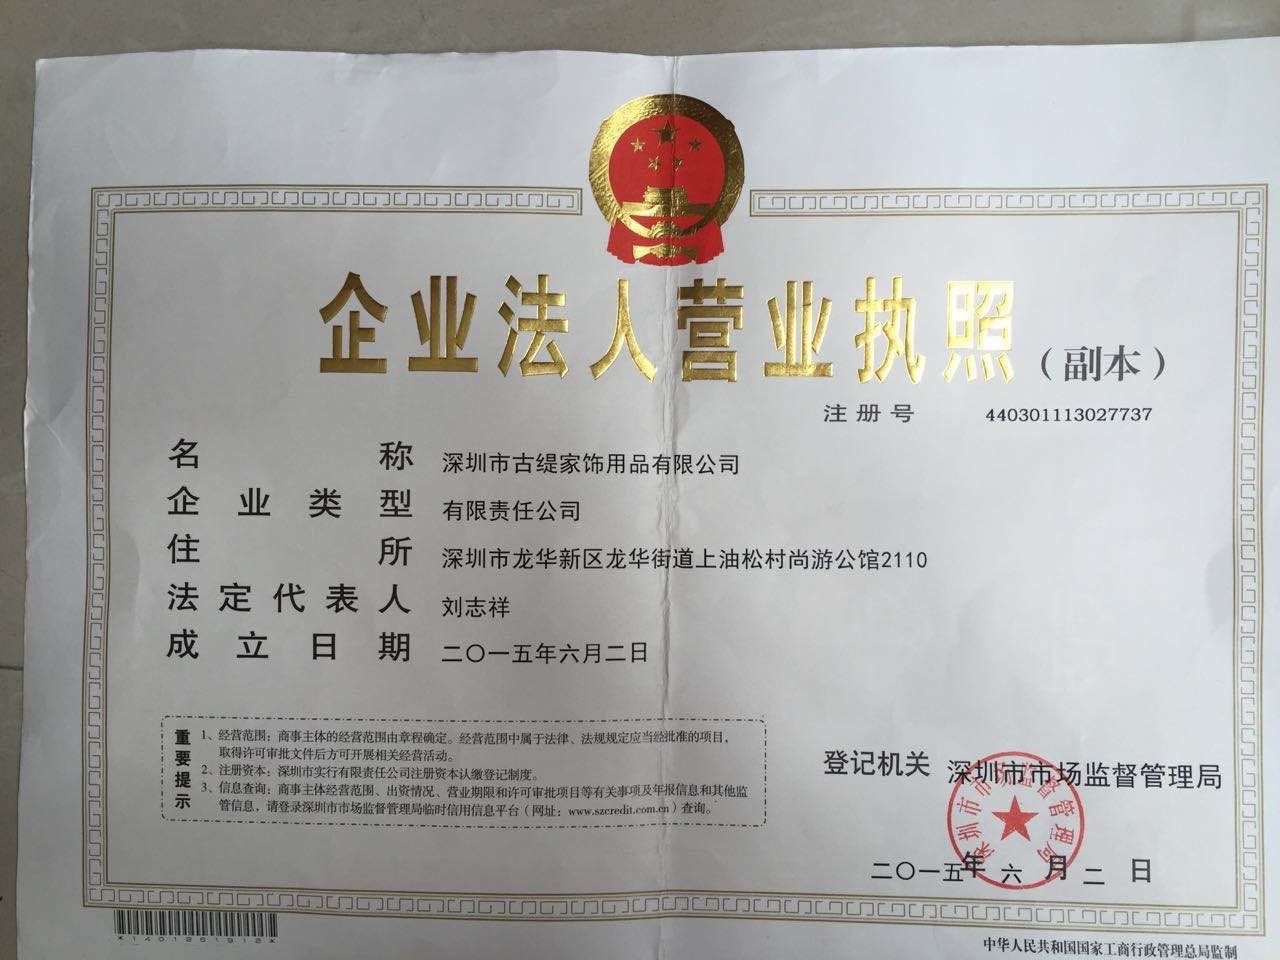 企业法人营业执照（副本）
注册号 440301113027737
名称 深圳市古缇家饰用品有限公司
企业类型 有限责任公司
住所 深圳市龙华新区龙华街道上油松村尚游公馆2110
法定代表人 刘志祥
成立日期 二〇一五年六月二日
重要提示
1、经营范围：商事主体的经营范围由章程确定。经营范围中属于法律、法规规定应当经批准的项目，
取得许可审批文件后方可开展相关经营活动。
2、注册资本：深圳市实行有限责任公司注册资本认缴登记制度。
3、信息查询：商事主体经营范围、出资情况、营业期限和许可审批项目等有关事项及年报信息和其他监
管信息，请登录深圳市市场监督管理局临时信用信息平台（网址：www.szcredit.com.cn）查询。
登记机关 深圳市市场监督管理局
深圳市市场监督管理局
二〇一五年六月二日
*1401261912*
中华人民共和国国家工商行政管理总局监制